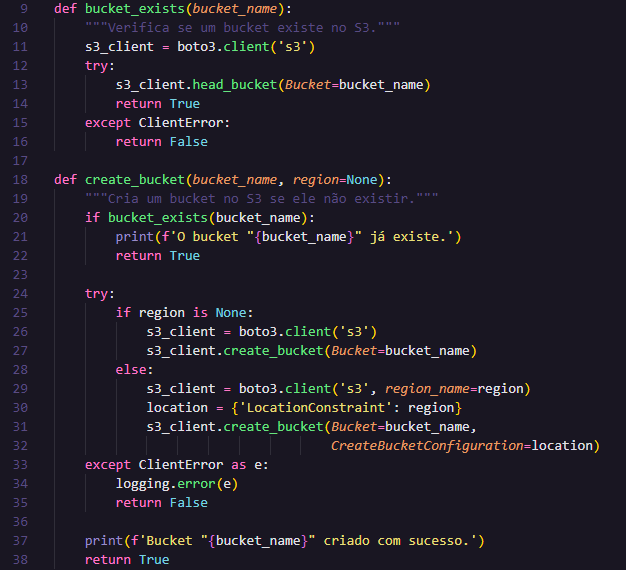 9 def bucket_exists(bucket_name):
10     """Verifica se um bucket existe no S3."""
11     s3_client = boto3.client('s3')
12     try:
13         s3_client.head_bucket(Bucket=bucket_name)
14         return True
15     except ClientError:
16         return False
17
18 def create_bucket(bucket_name, region=None):
19     """Cria um bucket no S3 se ele não existir."""
20     if bucket_exists(bucket_name):
21         print(f'O bucket "{bucket_name}" já existe.')
22         return True
23
24     try:
25         if region is None:
26             s3_client = boto3.client('s3')
27             s3_client.create_bucket(Bucket=bucket_name)
28         else:
29             s3_client = boto3.client('s3', region_name=region)
30             location = {'LocationConstraint': region}
31             s3_client.create_bucket(Bucket=bucket_name,
32                                     CreateBucketConfiguration=location)
33     except ClientError as e:
34         logging.error(e)
35         return False
36
37     print(f'Bucket "{bucket_name}" criado com sucesso.')
38     return True